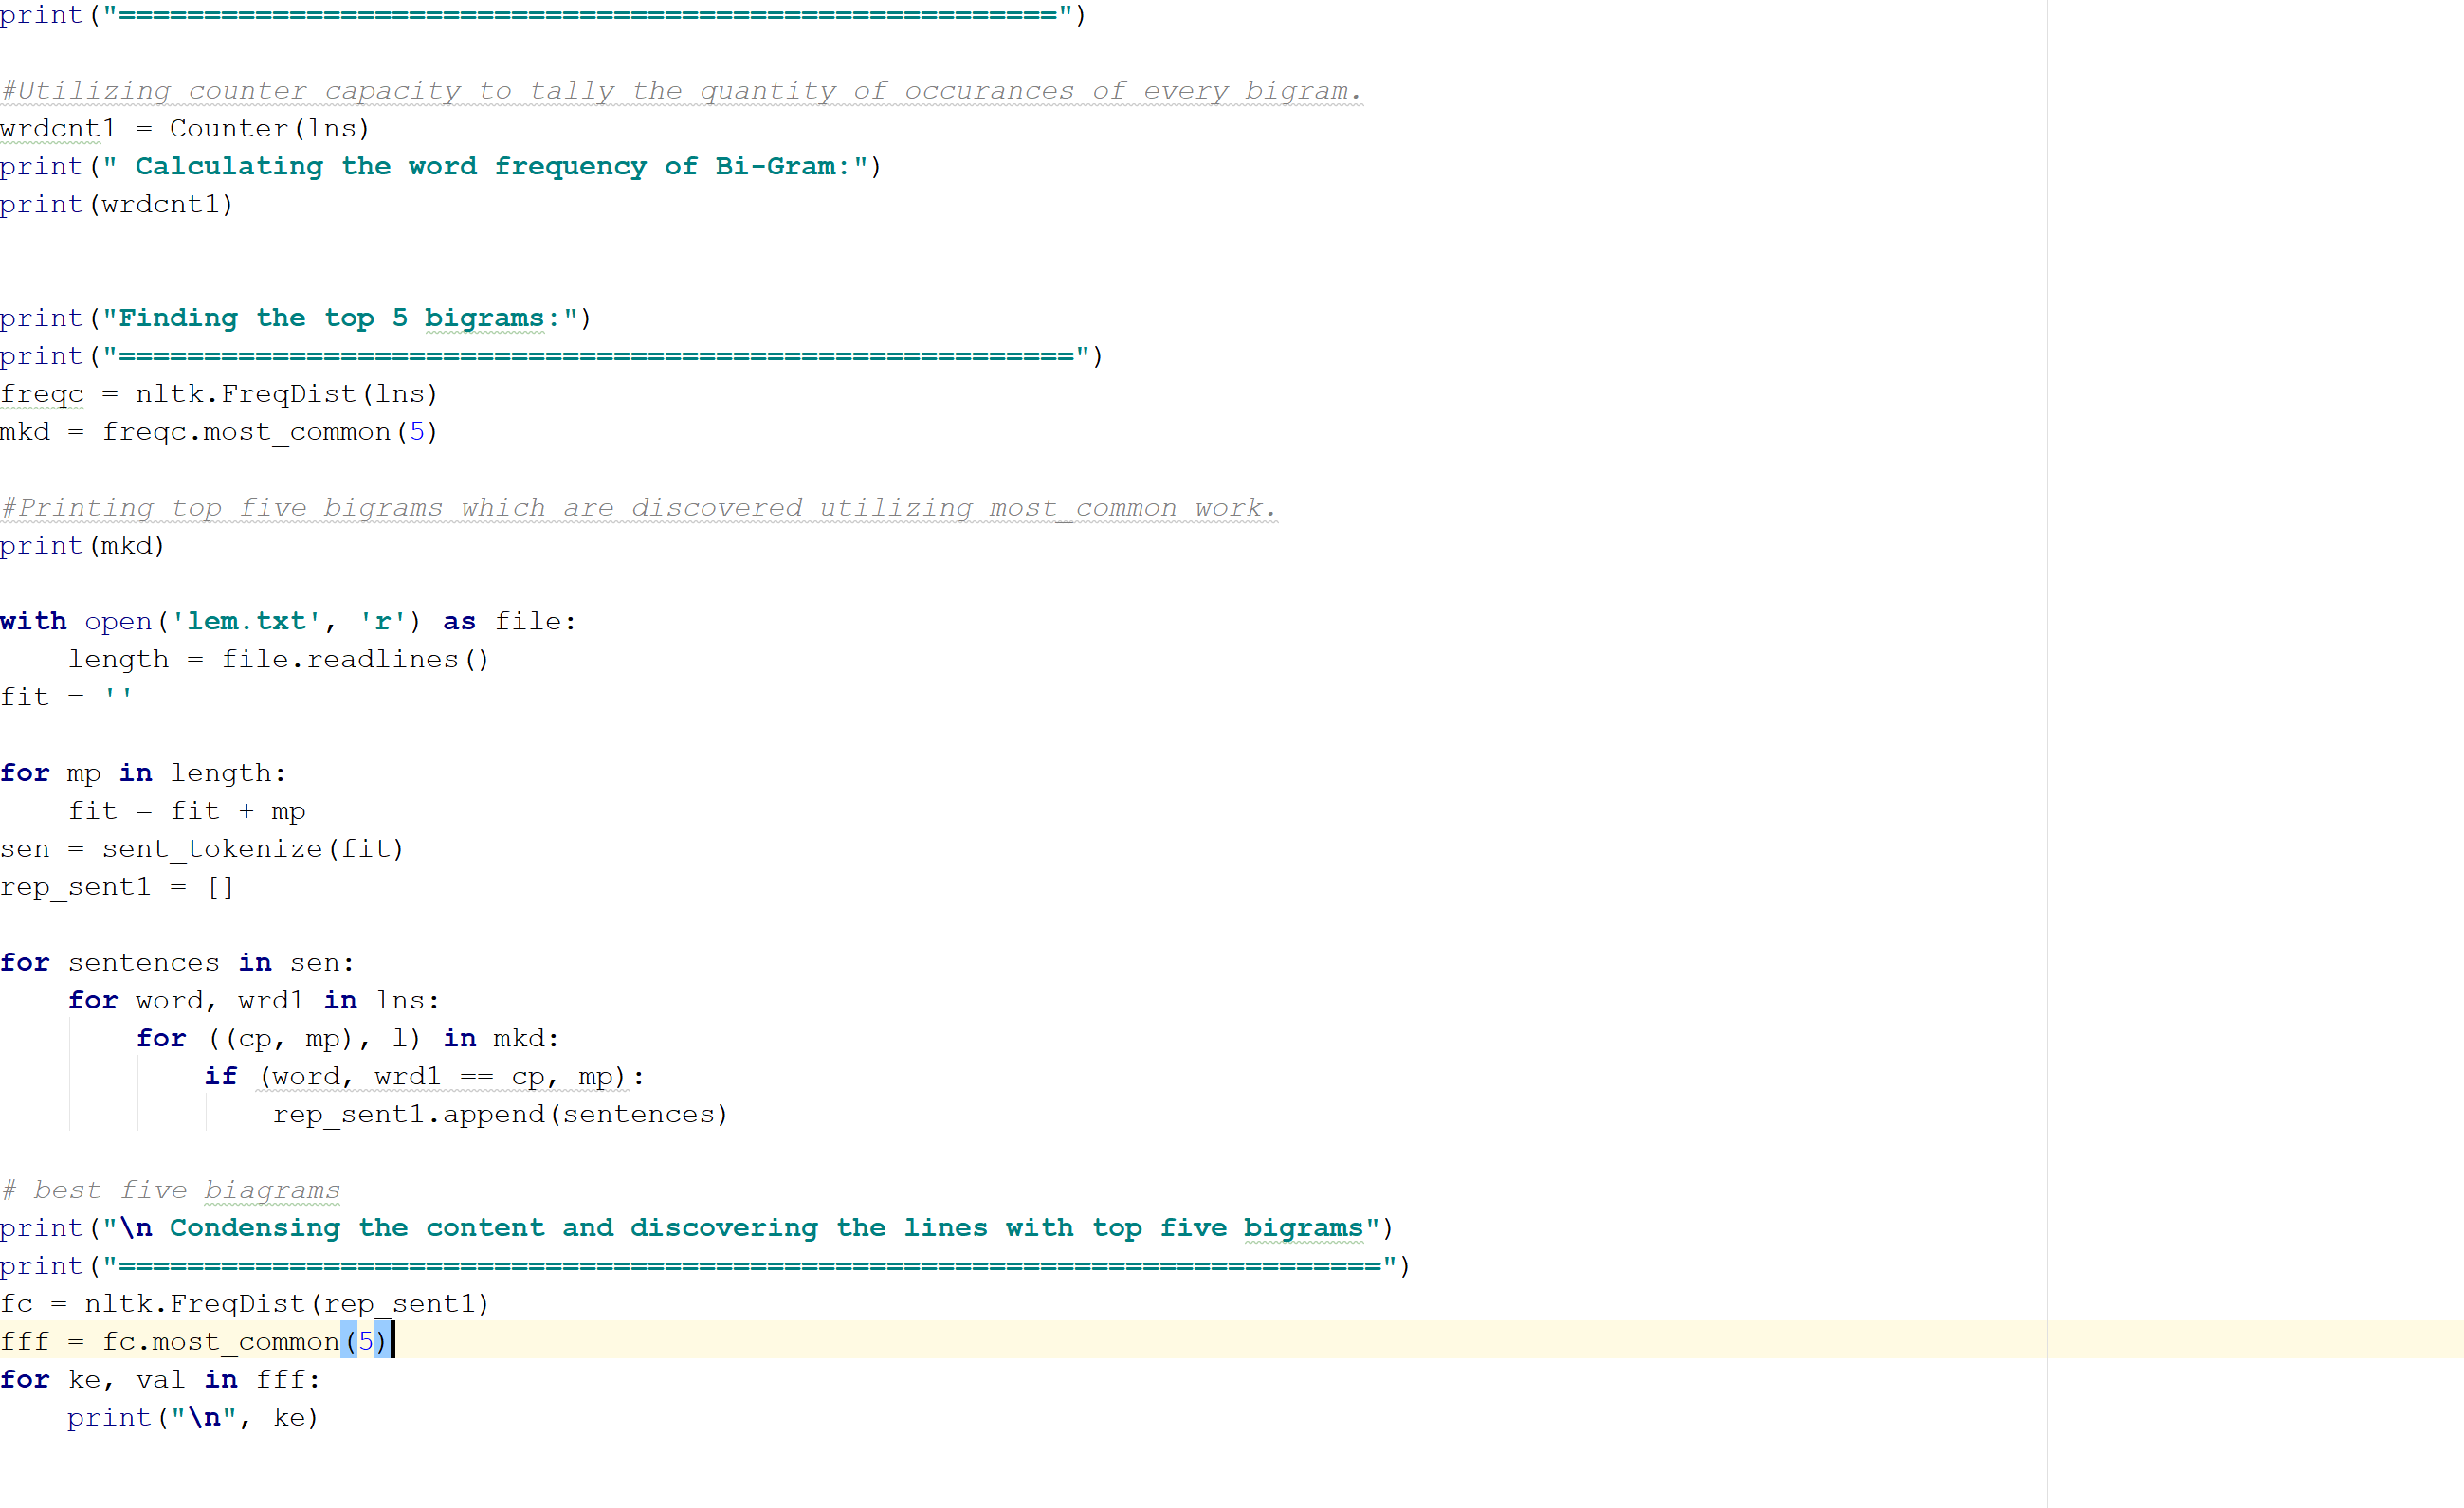 print("=======================================================")
#Utilizing counter capacity to tally the quantity of occurances of every bigram.
wrdcnt1 = Counter(lns)
print(" Calculating the word frequency of Bi-Gram:")
print(wrdcnt1)
print("Finding the top 5 bigrams:")
print("========================================================")
freqc = nltk.FreqDist(lns)
mkd = freqc.most_common(5)
#Printing top five bigrams which are discovered utilizing most_common work.
print(mkd)
with open('lem.txt', 'r') as file:
    length = file.readlines()
fit = ''
for mp in length:
    fit = fit + mp
sen = sent_tokenize(fit)
rep_sent1 = []
for sentences in sen:
    for word, wrd1 in lns:
        for ((cp, mp), l) in mkd:
            if (word, wrd1 == cp, mp):
                rep_sent1.append(sentences)
# best five biagrams
print("\n Condensing the content and discovering the lines with top five bigrams")
print("==========================================================================")
fc = nltk.FreqDist(rep_sent1)
fff = fc.most_common(5)
for ke, val in fff:
    print("\n", ke)